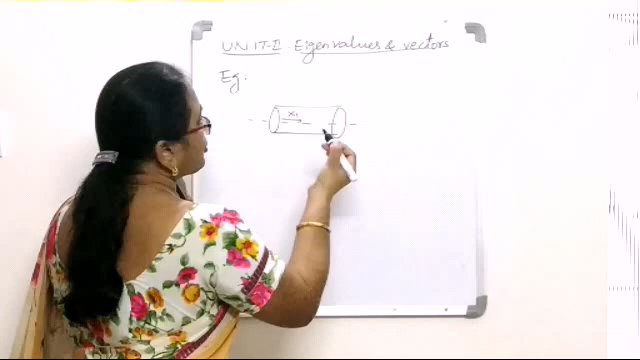 UNIT-II Eigen values & vectors
Eg:
X₁